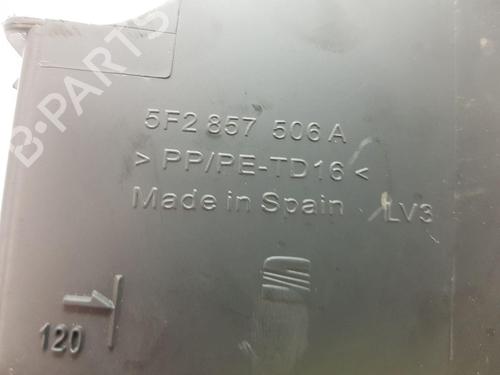 B-PARTS
5F2 857 506 A
> PP/PE-TD16 <
Made in Spain LV3
120